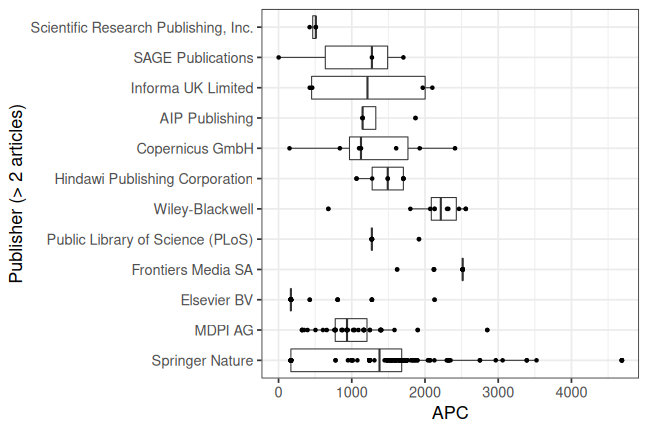 Publisher (> 2 articles)
Scientific Research Publishing, Inc.
SAGE Publications
Informa UK Limited
AIP Publishing
Copernicus GmbH
Hindawi Publishing Corporation
Wiley-Blackwell
Public Library of Science (PLoS)
Frontiers Media SA
Elsevier BV
MDPI AG
Springer Nature
0 1000 2000 3000 4000
APC